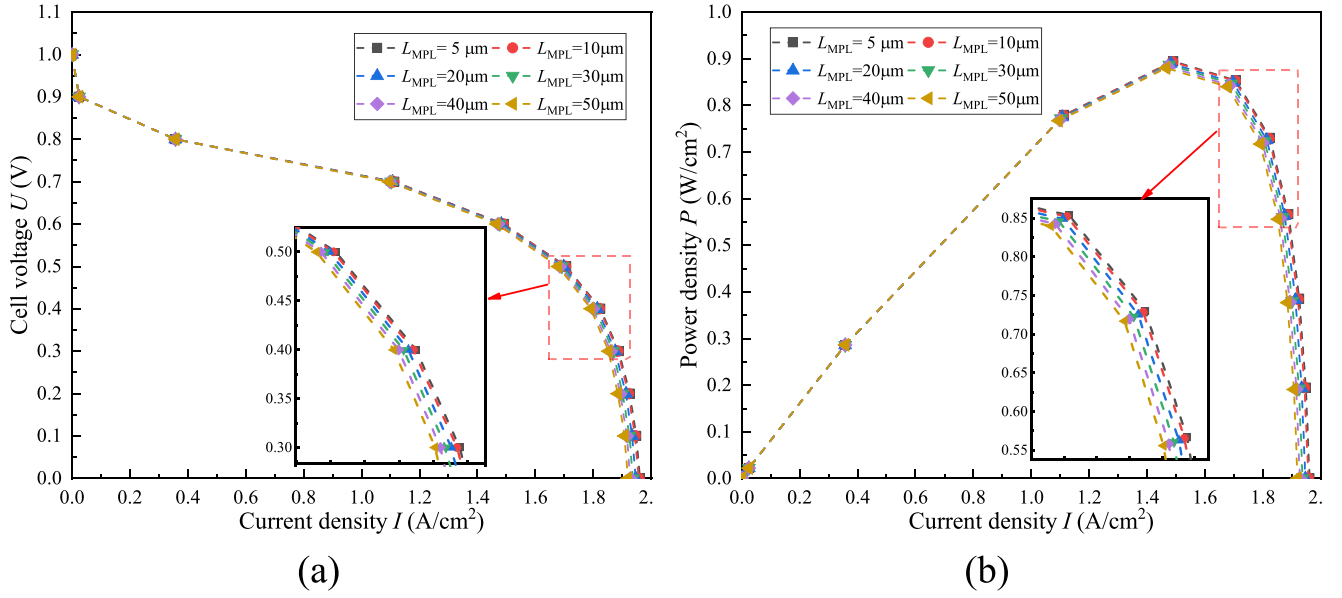 L_MPL= 5 μm L_MPL=10μm
L_MPL=20μm L_MPL=30μm
L_MPL=40μm L_MPL=50μm
Cell voltage U (V)
1.1
1.0
0.9
0.8
0.7
0.6
0.5
0.4
0.3
0.2
0.1
0.0
0.50
0.45
0.40
0.30
0.0 0.2 0.4 0.6 0.8 1.0 1.2 1.4 1.6 1.8 2.
Current density I (A/cm²)
(a)
L_MPL= 5 μm L_MPL=10μm
L_MPL=20μm L_MPL=30μm
L_MPL=40μm L_MPL=50μm
Power density P (W/cm²)
1.0
0.9
0.8
0.7
0.6
0.5
0.4
0.3
0.2
0.1
0.0
0.85
0.80
0.75
0.70
0.65
0.60
0.55
0.0 0.2 0.4 0.6 0.8 1.0 1.2 1.4 1.6 1.8 2.
Current density I (A/cm²)
(b)